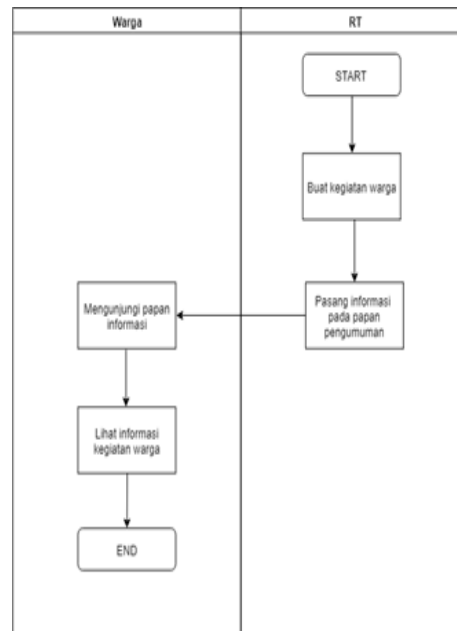 Warga
RT
START
Buat kegiatan warga
Pasang informasi
pada papan
pengumuman
Mengunjungi papan
informasi
Lihat informasi
kegiatan warga
END